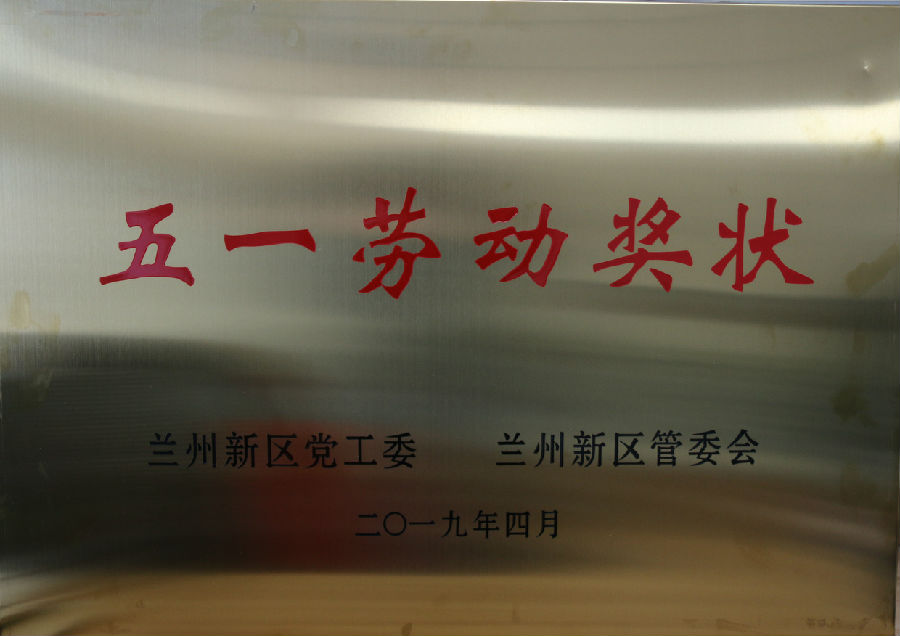 五一劳动奖状
兰州新区党工委 兰州新区管委会
二〇一九年四月